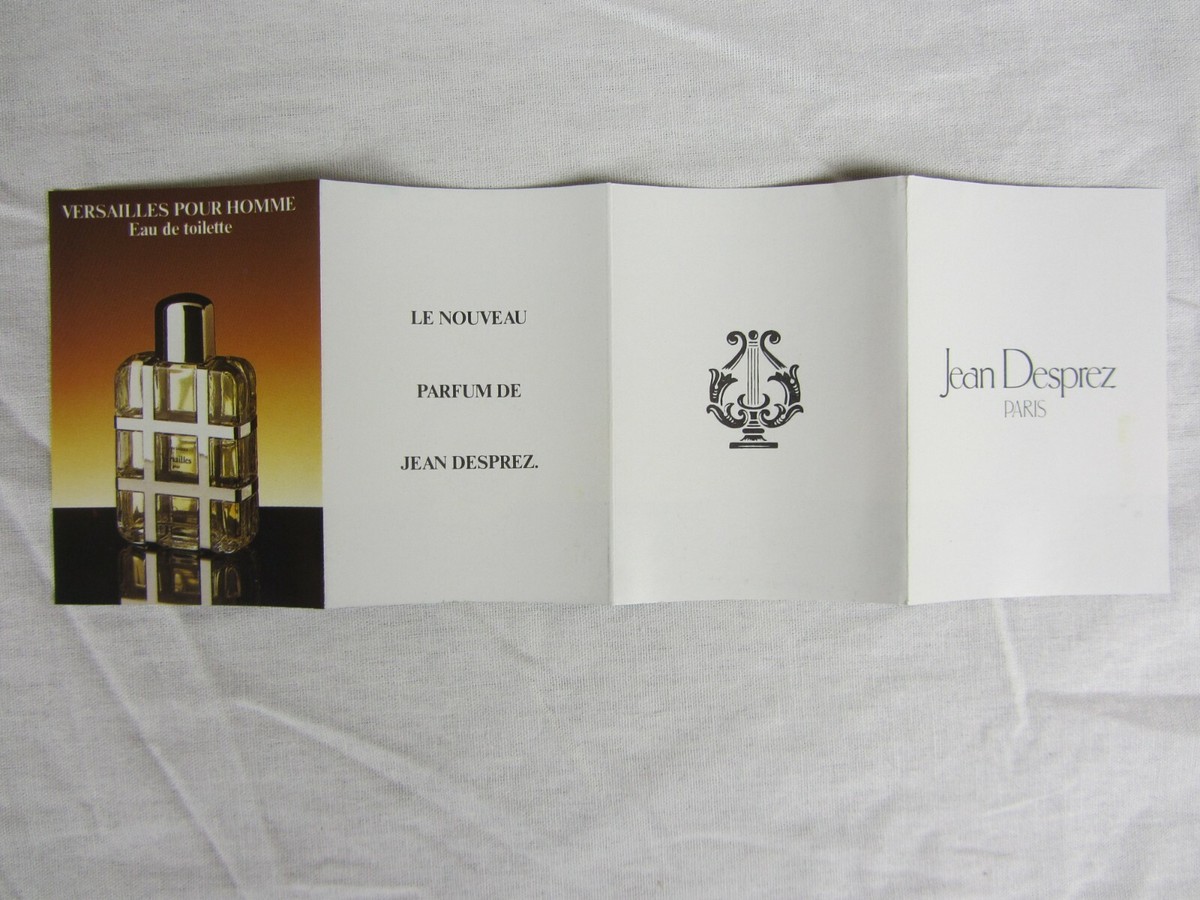 VERSAILLES POUR HOMME
Eau de toilette
LE NOUVEAU
PARFUM DE
JEAN DESPREZ.
Jean Desprez
PARIS